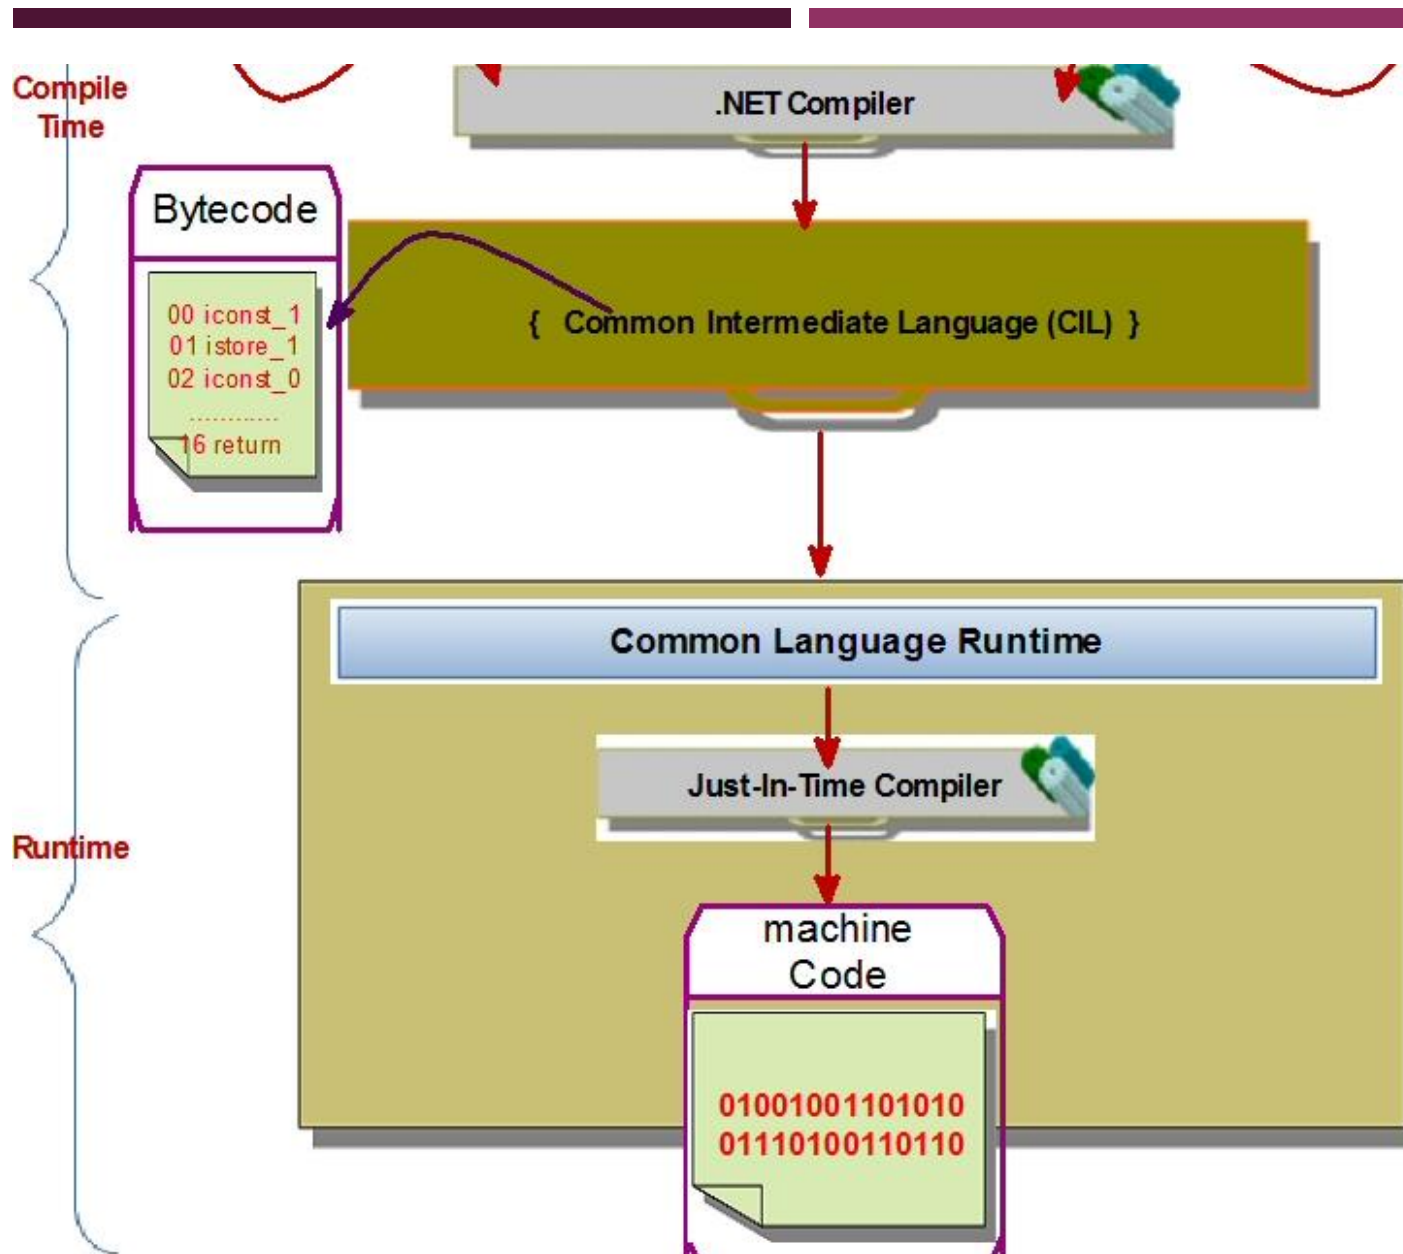 Compile
Time
.NET Compiler
Bytecode
00 iconst_1
01 istore_1
02 iconst_0
............
16 return
{ Common Intermediate Language (CIL) }
Common Language Runtime
Just-In-Time Compiler
Runtime
machine
Code
01001001101010
01110100110110